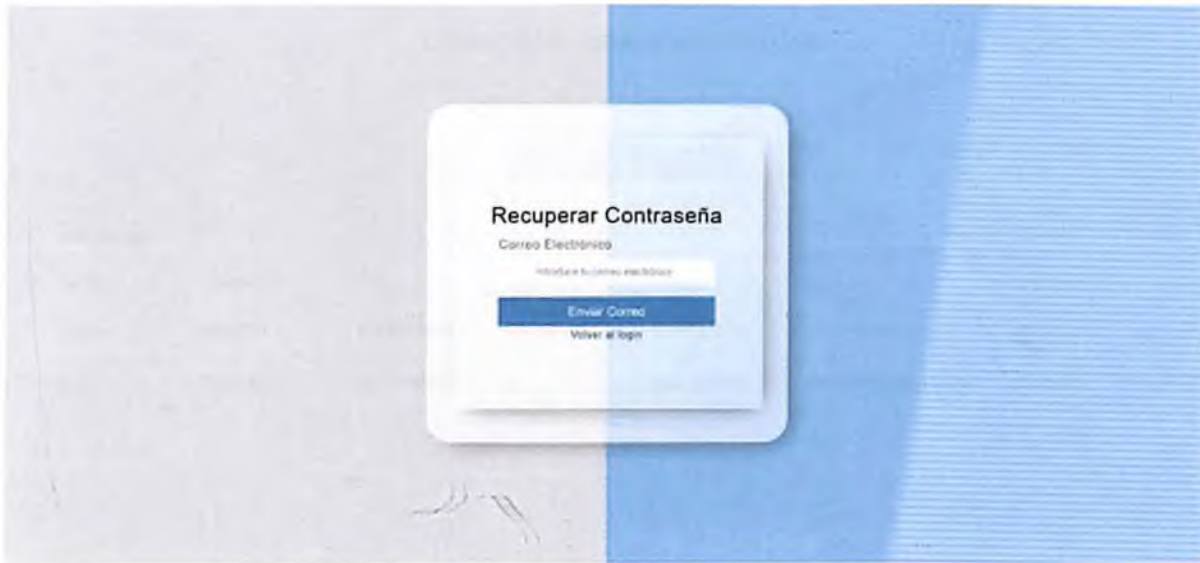 Recuperar Contraseña
Correo Electrónico
Introduce tu correo electrónico
Enviar Correo
Volver al login